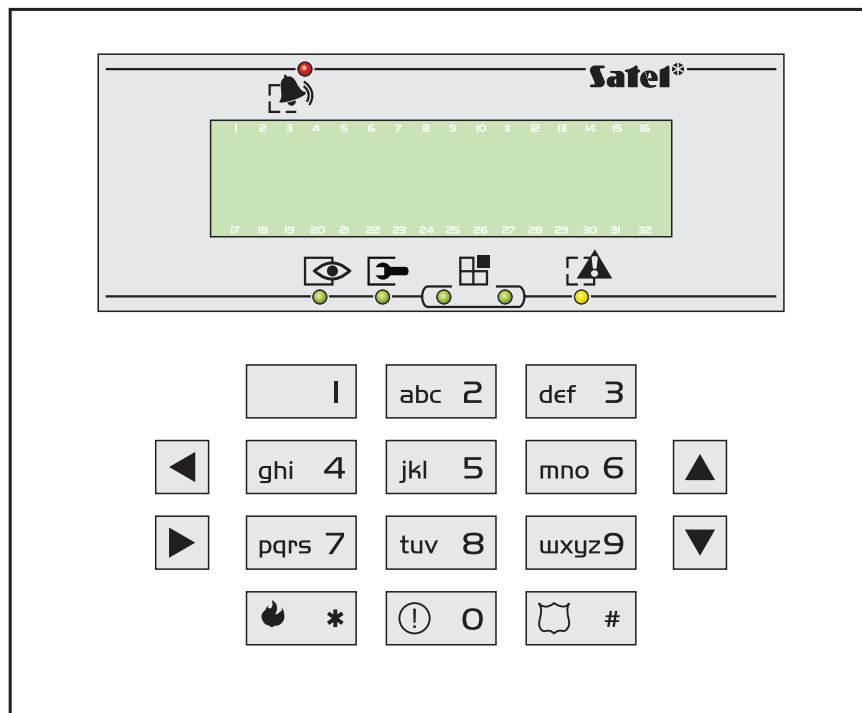 Satel
1 2 3 4 5 6 7 8 9 10 11 12 13 14 15 16
17 18 19 20 21 22 23 24 25 26 27 28 29 30 31 32
1 abc 2 def 3
ghi 4 jkl 5 mno 6
pqrs 7 tuv 8 wxyz 9
* ! 0 #